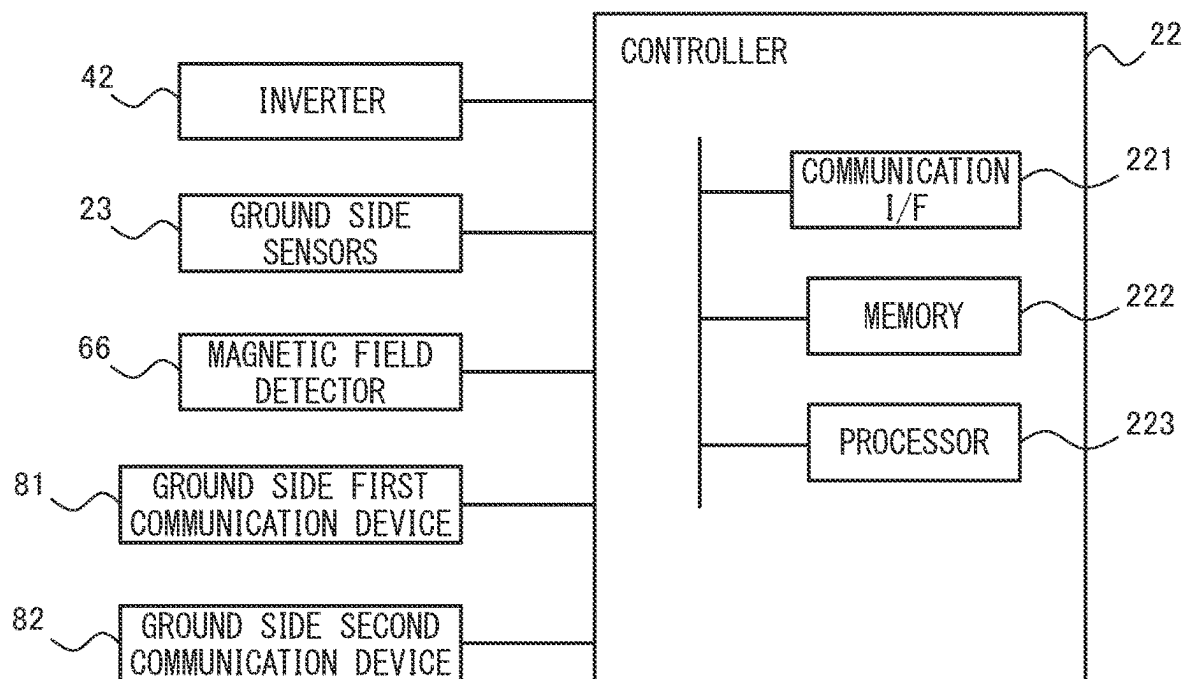 CONTROLLER
22
42
INVERTER
23
GROUND SIDE
SENSORS
66
MAGNETIC FIELD
DETECTOR
81
GROUND SIDE FIRST
COMMUNICATION DEVICE
82
GROUND SIDE SECOND
COMMUNICATION DEVICE
COMMUNICATION
I/F
221
MEMORY
222
PROCESSOR
223